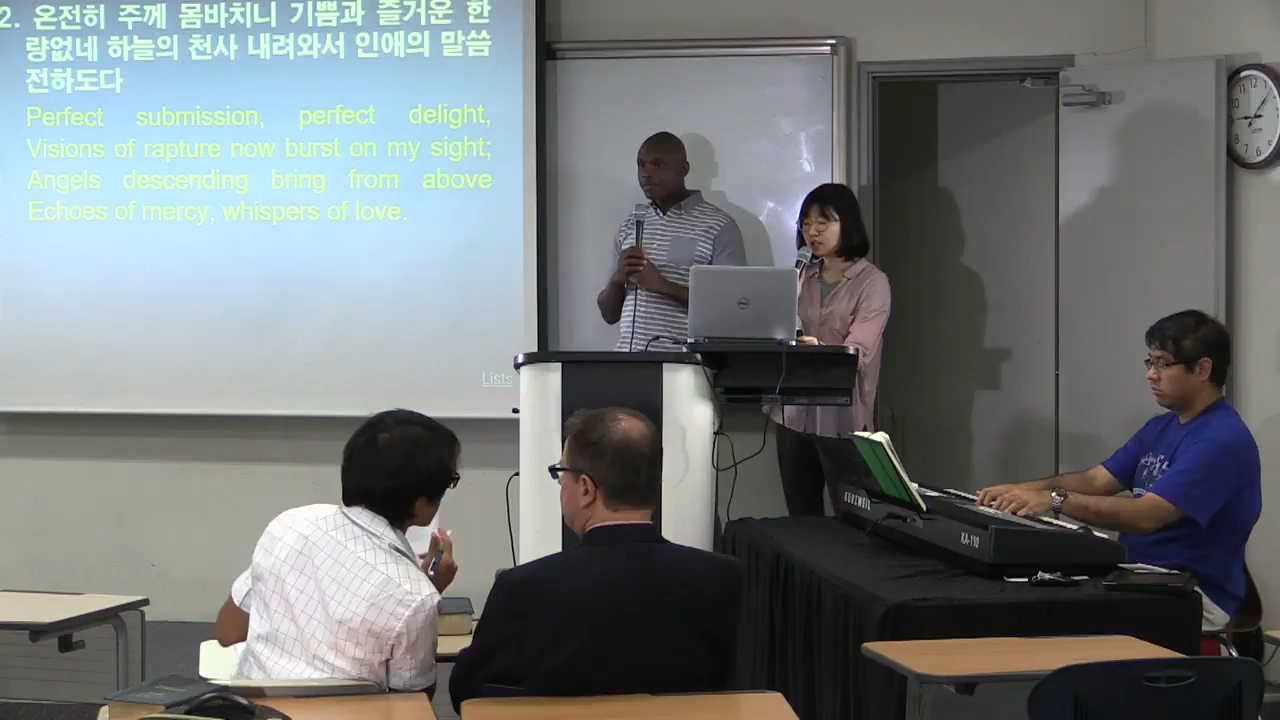 2. 온전히 주께 몸바치니 기쁨과 즐거운 한
량없네 하늘의 천사 내려와서 인애의 말씀
전하도다
Perfect submission, perfect delight,
Visions of rapture now burst on my sight;
Angels descending bring from above
Echoes of mercy, whispers of love.
Lists
DELL
KURZWEIL
KA-110